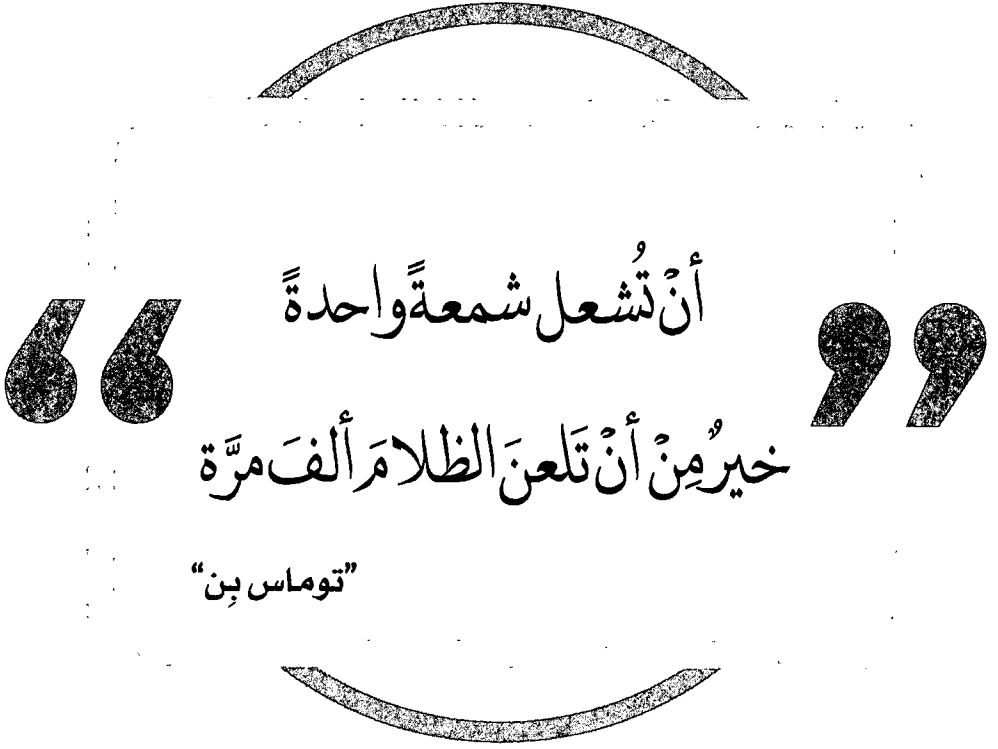 أنْ تُشعل شمعةً واحدةً
خيرٌ مِنْ أنْ تَلعنَ الظلامَ ألفَ مرَّة
”توماس بِن“